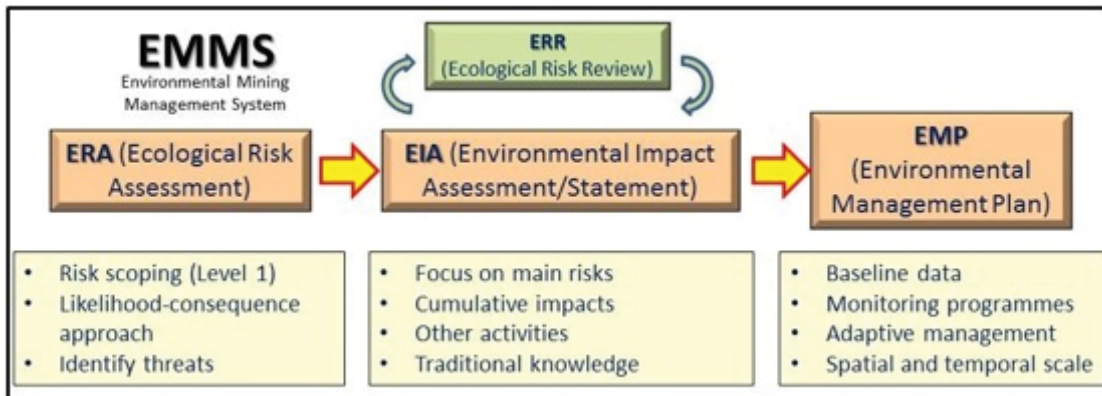 EMMS
Environmental Mining
Management System
ERR
(Ecological Risk Review)
ERA (Ecological Risk
Assessment)
EIA (Environmental Impact
Assessment/Statement)
EMP
(Environmental
Management Plan)
• Risk scoping (Level 1)
• Likelihood-consequence
approach
• Identify threats
• Focus on main risks
• Cumulative impacts
• Other activities
• Traditional knowledge
• Baseline data
• Monitoring programmes
• Adaptive management
• Spatial and temporal scale